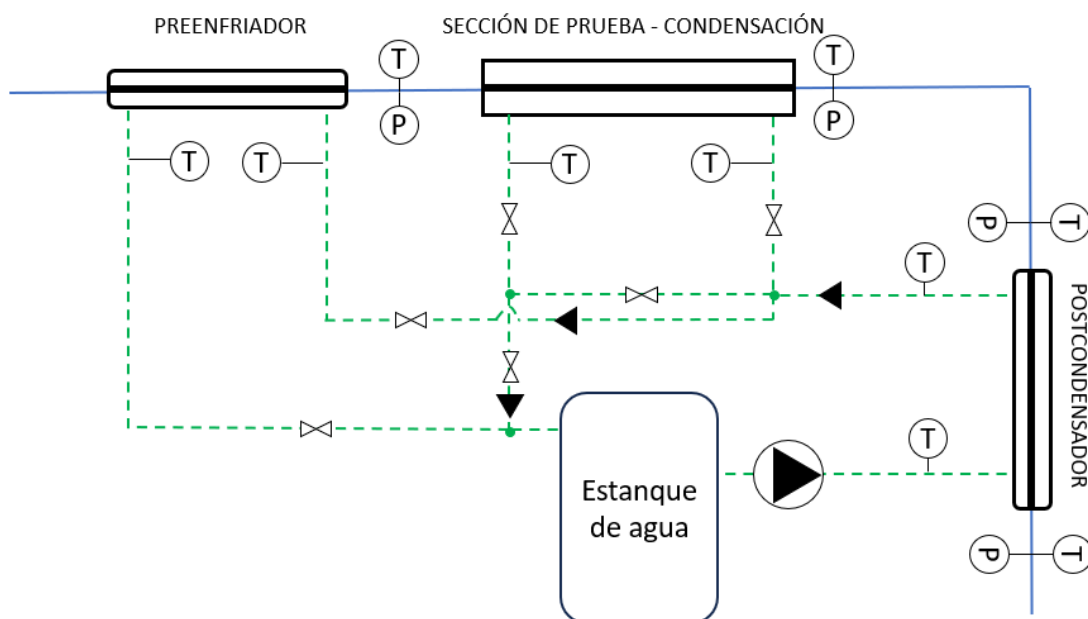 PREENFRIADOR
SECCIÓN DE PRUEBA - CONDENSACIÓN
T
T
P
P
T
T
T
T
P
T
T
POSTCONDENSADOR
T
Estanque
de agua
P
T